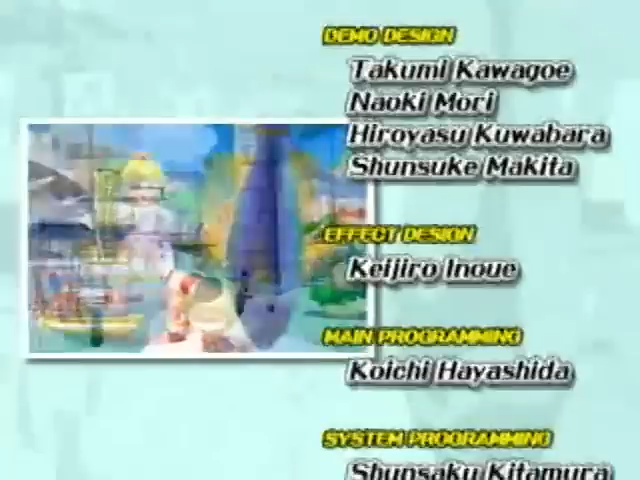 DEMO DESIGN
Takumi Kawagoe
Naoki Mori
Hiroyasu Kuwabara
Shunsuke Makita
EFFECT DESIGN
Keijiro Inoue
MAIN PROGRAMMING
Koichi Hayashida
SYSTEM PROGRAMMING
Shunsaku Kitamura